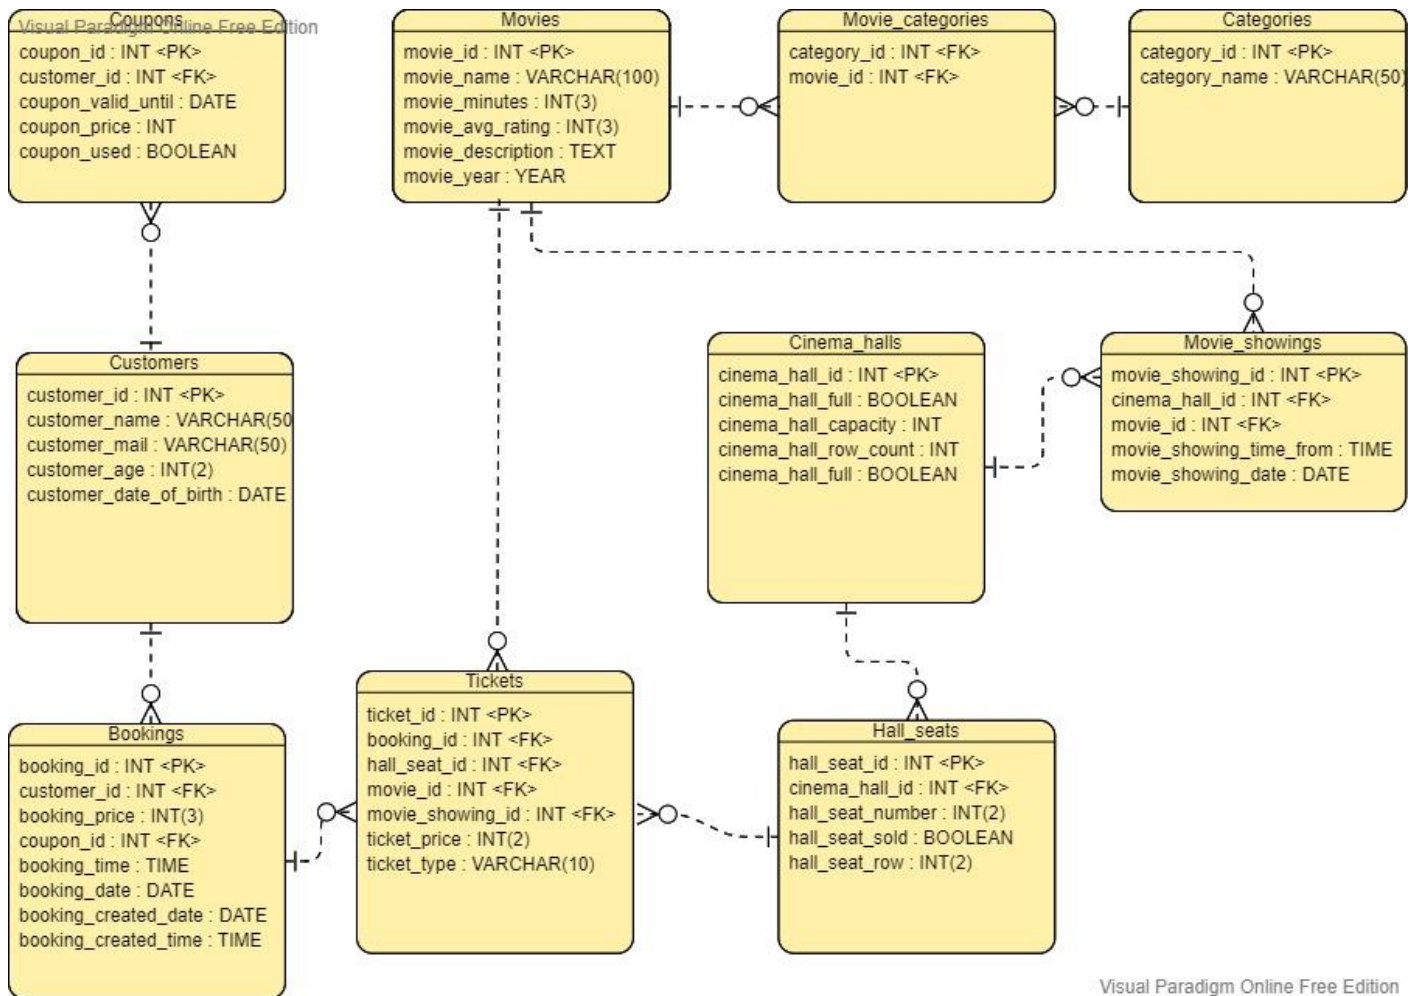 Visual Paradigm Online Free Edition
Coupons
coupon_id : INT <PK>
customer_id : INT <FK>
coupon_valid_until : DATE
coupon_price : INT
coupon_used : BOOLEAN
Movies
movie_id : INT <PK>
movie_name : VARCHAR(100)
movie_minutes : INT(3)
movie_avg_rating : INT(3)
movie_description : TEXT
movie_year : YEAR
Movie_categories
category_id : INT <FK>
movie_id : INT <FK>
Categories
category_id : INT <PK>
category_name : VARCHAR(50)
Customers
customer_id : INT <PK>
customer_name : VARCHAR(50
customer_mail : VARCHAR(50)
customer_age : INT(2)
customer_date_of_birth : DATE
Cinema_halls
cinema_hall_id : INT <PK>
cinema_hall_full : BOOLEAN
cinema_hall_capacity : INT
cinema_hall_row_count : INT
cinema_hall_full : BOOLEAN
Movie_showings
movie_showing_id : INT <PK>
cinema_hall_id : INT <FK>
movie_id : INT <FK>
movie_showing_time_from : TIME
movie_showing_date : DATE
Bookings
booking_id : INT <PK>
customer_id : INT <FK>
booking_price : INT(3)
coupon_id : INT <FK>
booking_time : TIME
booking_date : DATE
booking_created_date : DATE
booking_created_time : TIME
Tickets
ticket_id : INT <PK>
booking_id : INT <FK>
hall_seat_id : INT <FK>
movie_id : INT <FK>
movie_showing_id : INT <FK>
ticket_price : INT(2)
ticket_type : VARCHAR(10)
Hall_seats
hall_seat_id : INT <PK>
cinema_hall_id : INT <FK>
hall_seat_number : INT(2)
hall_seat_sold : BOOLEAN
hall_seat_row : INT(2)
Visual Paradigm Online Free Edition